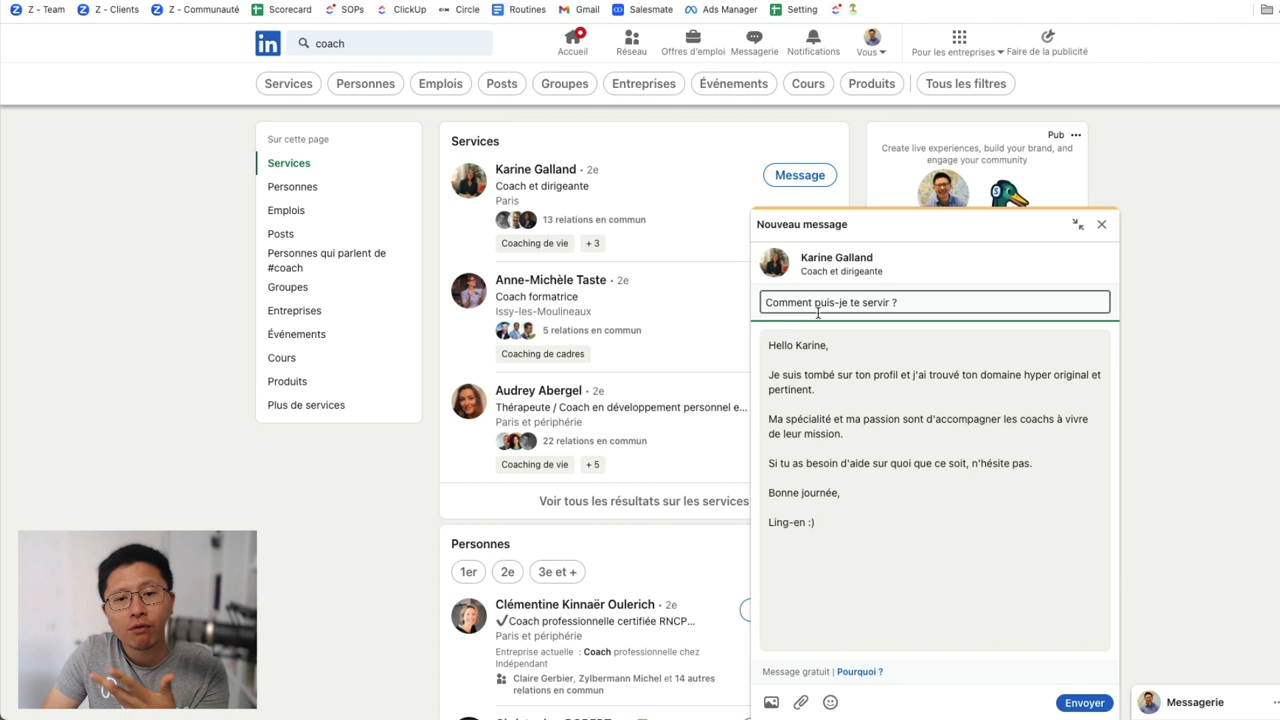 Z - Team
Z - Clients
Z - Communauté
Scorecard
SOPs
ClickUp
Circle
Routines
Gmail
Salesmate
Ads Manager
Setting
in
coach
Accueil
Réseau
Offres d'emploi
Messagerie
Notifications
Vous
Pour les entreprises
Faire de la publicité
Services
Personnes
Emplois
Posts
Groupes
Entreprises
Événements
Cours
Produits
Tous les filtres
Sur cette page
Services
Personnes
Emplois
Posts
Personnes qui parlent de
#coach
Groupes
Entreprises
Événements
Cours
Produits
Plus de services
Services
Karine Galland • 2e
Coach et dirigeante
Paris
13 relations en commun
Coaching de vie
+ 3
Message
Anne-Michèle Taste • 2e
Coach formatrice
Issy-les-Moulineaux
5 relations en commun
Coaching de cadres
Audrey Abergel • 2e
Thérapeute / Coach en développement personnel e...
Paris et périphérie
22 relations en commun
Coaching de vie
+ 5
Voir tous les résultats sur les services
Personnes
1er
2e
3e et +
Clémentine Kinnaër Oulerich • 2e
✔Coach professionnelle certifiée RNCP...
Paris et périphérie
Entreprise actuelle : Coach professionnelle chez
Indépendant
Claire Gerbier, Zylbermann Michel et 14 autres
relations en commun
Pub •••
Create live experiences, build your brand, and
engage your community
Nouveau message
Karine Galland
Coach et dirigeante
Comment puis-je te servir ?
Hello Karine,
Je suis tombé sur ton profil et j'ai trouvé ton domaine hyper original et
pertinent.
Ma spécialité et ma passion sont d'accompagner les coachs à vivre
de leur mission.
Si tu as besoin d'aide sur quoi que ce soit, n'hésite pas.
Bonne journée,
Ling-en :)
Message gratuit | Pourquoi ?
Envoyer
Messagerie